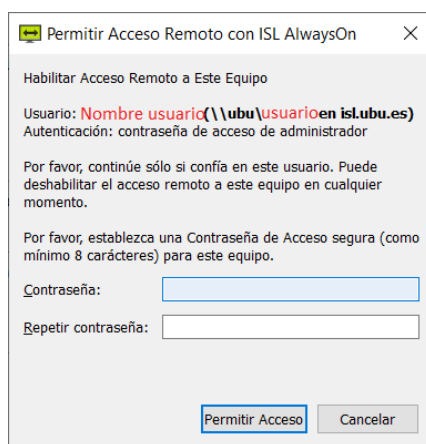 Permitir Acceso Remoto con ISL AlwaysOn
Habilitar Acceso Remoto a Este Equipo
Usuario: Nombre usuario(\\ubu\usuario en isl.ubu.es)
Autenticación: contraseña de acceso de administrador
Por favor, continúe sólo si confía en este usuario. Puede
deshabilitar el acceso remoto a este equipo en cualquier
momento.
Por favor, establezca una Contraseña de Acceso segura (como
mínimo 8 carácteres) para este equipo.
Contraseña:
Repetir contraseña:
Permitir Acceso
Cancelar